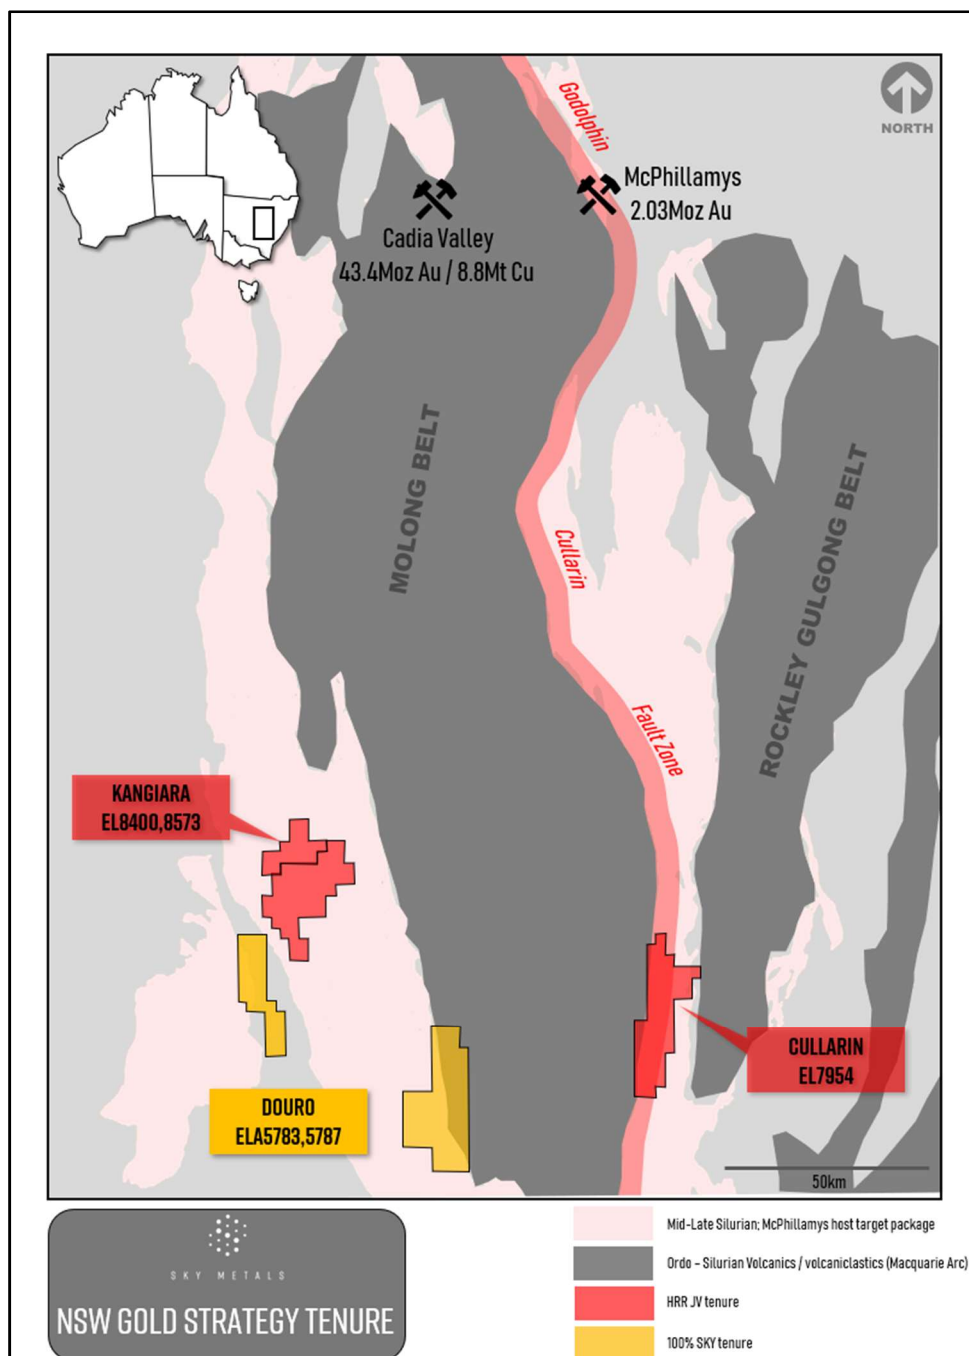 NORTH
Godolphin
McPhillamys
2.03Moz Au
Cadia Valley
43.4Moz Au / 8.8Mt Cu
MOLONG BELT
Cullarin
ROCKLEY GULGONG BELT
Fault Zone
KANGIARA
EL8400,8573
CULLARIN
EL7954
DOURO
ELA5783,5787
50km
SKY METALS
NSW GOLD STRATEGY TENURE
Mid-Late Silurian; McPhillamys host target package
Ordo - Silurian Volcanics / volcaniclastics (Macquarie Arc)
HRR JV tenure
100% SKY tenure